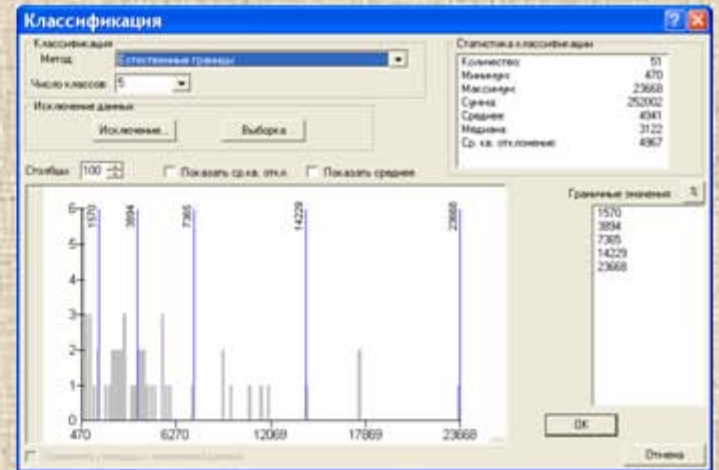 Классификация
Классификация
Метод: Естественные границы
Число классов: 5
Исключение данных
Исключение... Выборка
Статистика классификации
Количество: 51
Минимум: 470
Максимум: 23668
Сумма: 252002
Среднее: 4941
Медиана: 3122
Ср. кв. отклонение: 4967
Столбцы: 100 Показать ср.кв. откл. Показать среднее
Граничные значения %
1570
3894
7365
14229
23668
1570 3894 7365 14229 23668
6
5
4
3
2
1
0
470 6270 12069 17869 23668
OK
Отмена